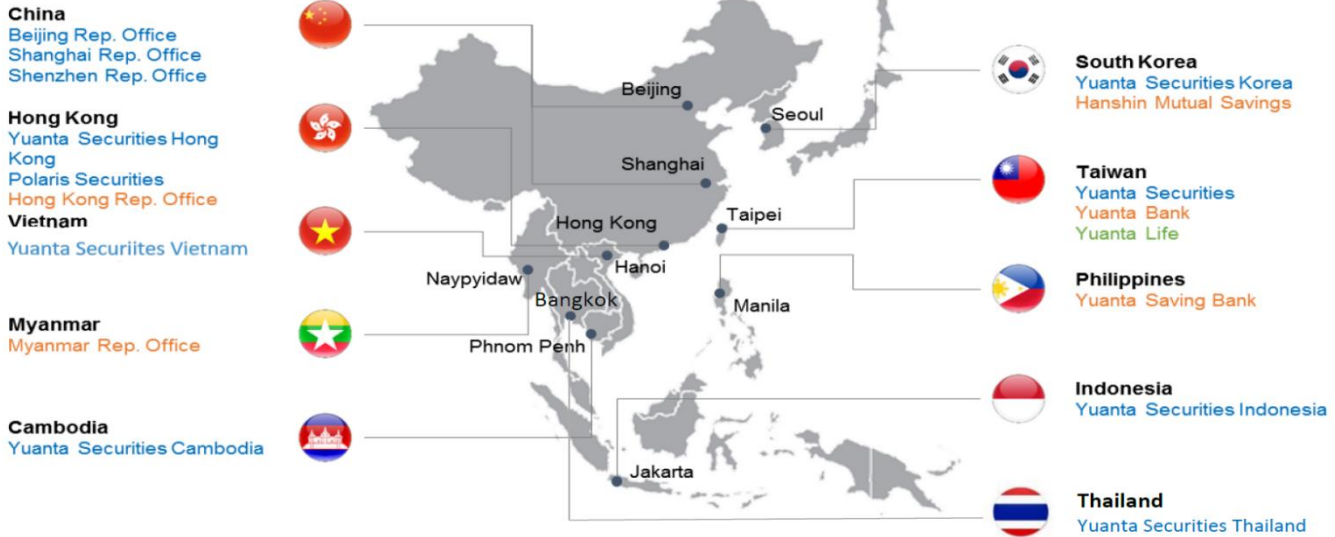 China
Beijing Rep. Office
Shanghai Rep. Office
Shenzhen Rep. Office
Hong Kong
Yuanta Securities Hong
Kong
Polaris Securities
Hong Kong Rep. Office
Vietnam
Yuanta Securiites Vietnam
Myanmar
Myanmar Rep. Office
Cambodia
Yuanta Securities Cambodia
Beijing
Seoul
Shanghai
Hong Kong
Taipei
Hanoi
Naypyidaw
Bangkok
Manila
Phnom Penh
Jakarta
South Korea
Yuanta Securities Korea
Hanshin Mutual Savings
Taiwan
Yuanta Securities
Yuanta Bank
Yuanta Life
Philippines
Yuanta Saving Bank
Indonesia
Yuanta Securities Indonesia
Thailand
Yuanta Securities Thailand